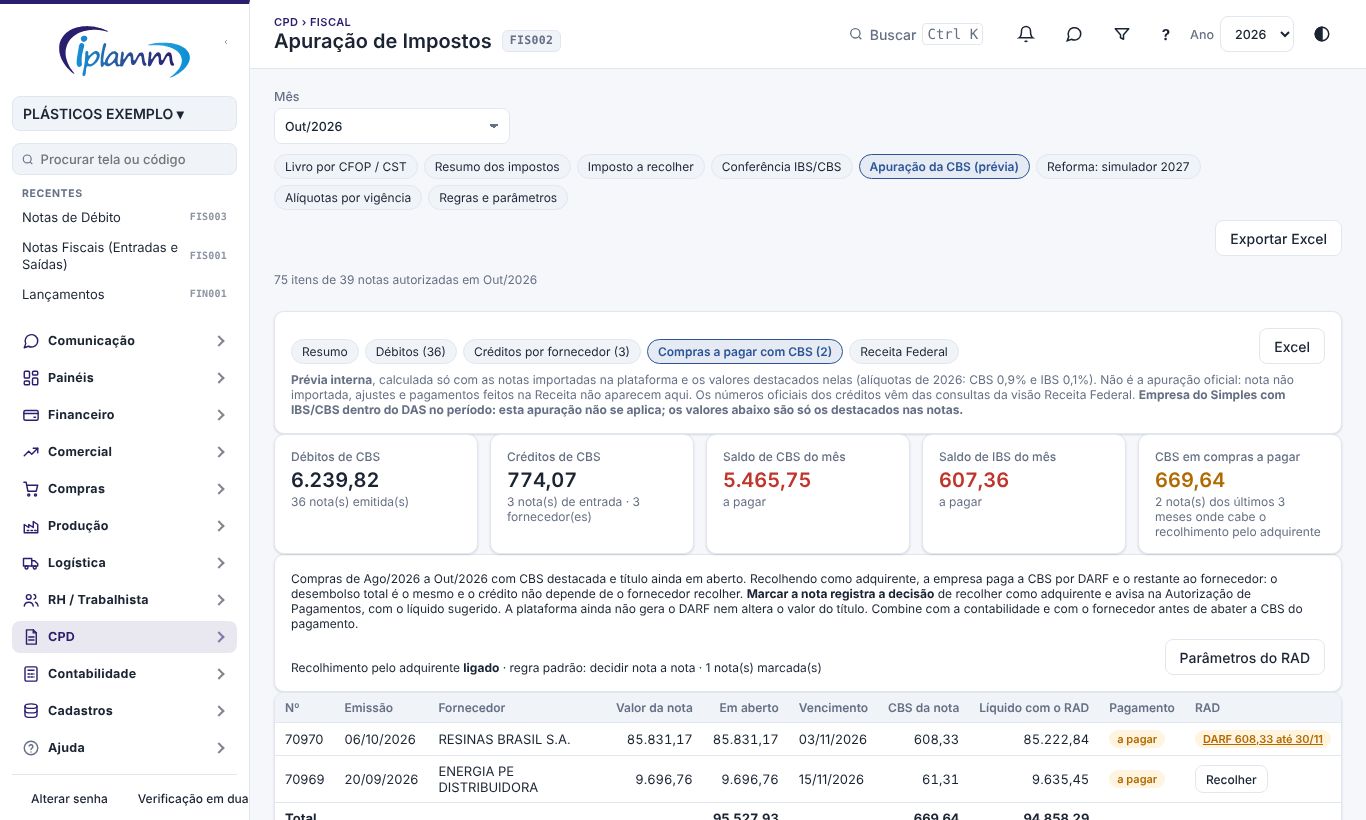 iplamm
PLÁSTICOS EXEMPLO ▾
Procurar tela ou código
RECENTES
Notas de Débito FIS003
Notas Fiscais (Entradas e
Saídas) FIS001
Lançamentos FIN001
Comunicação
Painéis
Financeiro
Comercial
Compras
Produção
Logística
RH / Trabalhista
CPD
Contabilidade
Cadastros
Ajuda
Alterar senha Verificação em dua
CPD › FISCAL
Apuração de Impostos FIS002
Buscar Ctrl K
? Ano 2026
Mês
Out/2026
Livro por CFOP / CST Resumo dos impostos Imposto a recolher Conferência IBS/CBS Apuração da CBS (prévia) Reforma: simulador 2027
Alíquotas por vigência Regras e parâmetros
Exportar Excel
75 itens de 39 notas autorizadas em Out/2026
Resumo Débitos (36) Créditos por fornecedor (3) Compras a pagar com CBS (2) Receita Federal Excel
Prévia interna, calculada só com as notas importadas na plataforma e os valores destacados nelas (alíquotas de 2026: CBS 0,9% e IBS 0,1%). Não é a apuração oficial: nota não
importada, ajustes e pagamentos feitos na Receita não aparecem aqui. Os números oficiais dos créditos vêm das consultas da visão Receita Federal. Empresa do Simples com
IBS/CBS dentro do DAS no período: esta apuração não se aplica; os valores abaixo são só os destacados nas notas.
Débitos de CBS
6.239,82
36 nota(s) emitida(s)
Créditos de CBS
774,07
3 nota(s) de entrada · 3
fornecedor(es)
Saldo de CBS do mês
5.465,75
a pagar
Saldo de IBS do mês
607,36
a pagar
CBS em compras a pagar
669,64
2 nota(s) dos últimos 3
meses onde cabe o
recolhimento pelo adquirente
Compras de Ago/2026 a Out/2026 com CBS destacada e título ainda em aberto. Recolhendo como adquirente, a empresa paga a CBS por DARF e o restante ao fornecedor: o
desembolso total é o mesmo e o crédito não depende de o fornecedor recolher. Marcar a nota registra a decisão de recolher como adquirente e avisa na Autorização de
Pagamentos, com o líquido sugerido. A plataforma ainda não gera o DARF nem altera o valor do título. Combine com a contabilidade e com o fornecedor antes de abater a CBS do
pagamento.
Recolhimento pelo adquirente ligado · regra padrão: decidir nota a nota · 1 nota(s) marcada(s) Parâmetros do RAD
Nº Emissão Fornecedor Valor da nota Em aberto Vencimento CBS da nota Líquido com o RAD Pagamento RAD
70970 06/10/2026 RESINAS BRASIL S.A. 85.831,17 85.831,17 03/11/2026 608,33 85.222,84 a pagar DARF 608,33 até 30/11
70969 20/09/2026 ENERGIA PE
DISTRIBUIDORA 9.696,76 9.696,76 15/11/2026 61,31 9.635,45 a pagar Recolher
Total 95.527,93 669,64 94.858,29